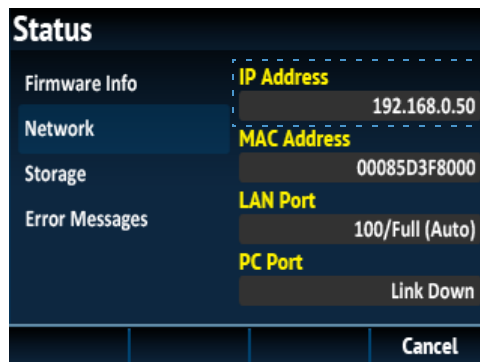 Status
Firmware Info
Network
Storage
Error Messages
IP Address
192.168.0.50
MAC Address
00085D3F8000
LAN Port
100/Full (Auto)
PC Port
Link Down
Cancel